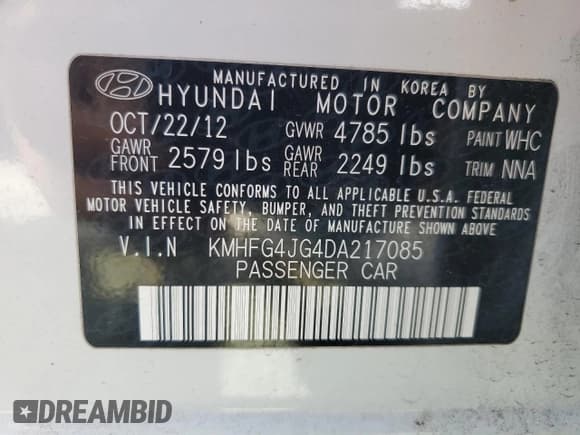 MANUFACTURED IN KOREA BY
HYUNDAI MOTOR COMPANY
OCT/22/12 GVWR 4785 lbs PAINT WHC
GAWR FRONT 2579 lbs GAWR REAR 2249 lbs TRIM NNA
THIS VEHICLE CONFORMS TO ALL APPLICABLE U.S.A. FEDERAL
MOTOR VEHICLE SAFETY, BUMPER, AND THEFT PREVENTION STANDARDS
IN EFFECT ON THE DATE OF MANUFACTURE SHOWN ABOVE.
V.I.N KMHFG4JG4DA217085
PASSENGER CAR
$DREAMBID